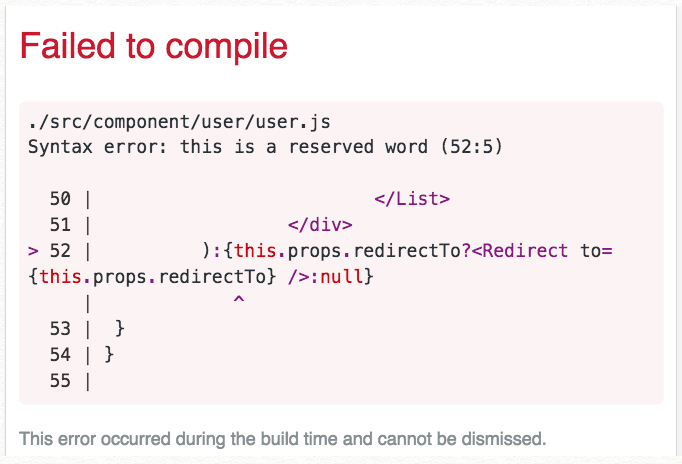 Failed to compile
./src/component/user/user.js
Syntax error: this is a reserved word (52:5)
  50 |                          </List>
  51 |                  </div>
> 52 |          ):{this.props.redirectTo?<Redirect to=
{this.props.redirectTo} />:null}
     |             ^
  53 |  }
  54 | }
  55 |
This error occurred during the build time and cannot be dismissed.